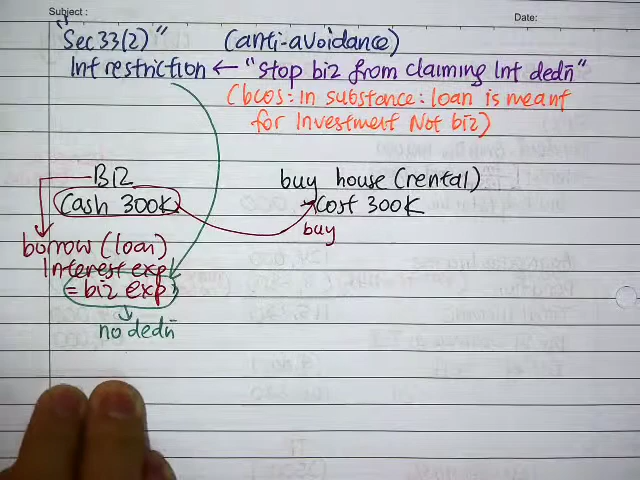 Subject:
Date:
Sec 33(2)" (anti-avoidance)
Int restriction ← "stop biz from claiming Int dedn̄"
(bcos: in substance: loan is meant
for Investment Not biz)
Biz
Cash 300K
buy house (rental)
Cost 300K
buy
borrow (loan)
Interest exp
= biz exp
no dedn̄